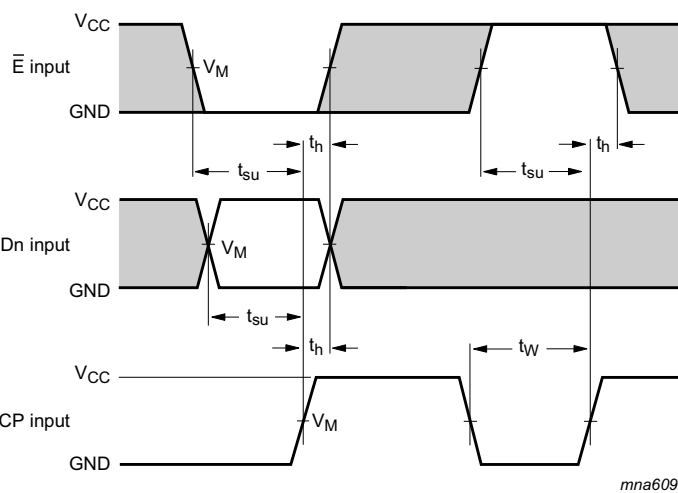 VCC
E̅ input
VM
GND
th
th
tsu
tsu
VCC
Dn input
VM
GND
tsu
th
tW
VCC
CP input
VM
GND
mna609